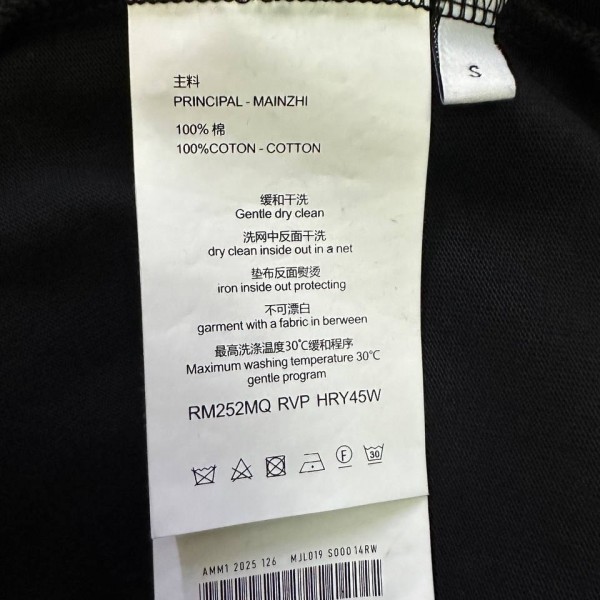 S
主料
PRINCIPAL - MAINZHI
100% 棉
100%COTON - COTTON
缓和干洗
Gentle dry clean
洗网中反面干洗
dry clean inside out in a net
垫布反面熨烫
iron inside out protecting
不可漂白
garment with a fabric in berween
最高洗涤温度30℃缓和程序
Maximum washing temperature 30℃
gentle program
RM252MQ RVP HRY45W
F
30
AMM1 2025 126 MJL019 S00014RW